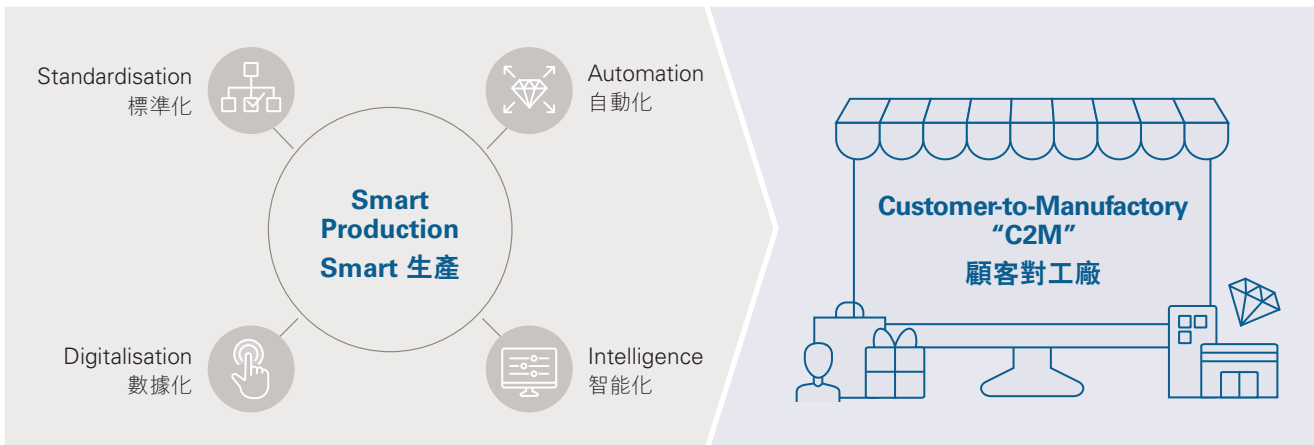 Standardisation
標準化
Automation
自動化
Smart
Production
Smart 生產
Digitalisation
數據化
Intelligence
智能化
Customer-to-Manufactory
“C2M”
顧客對工廠